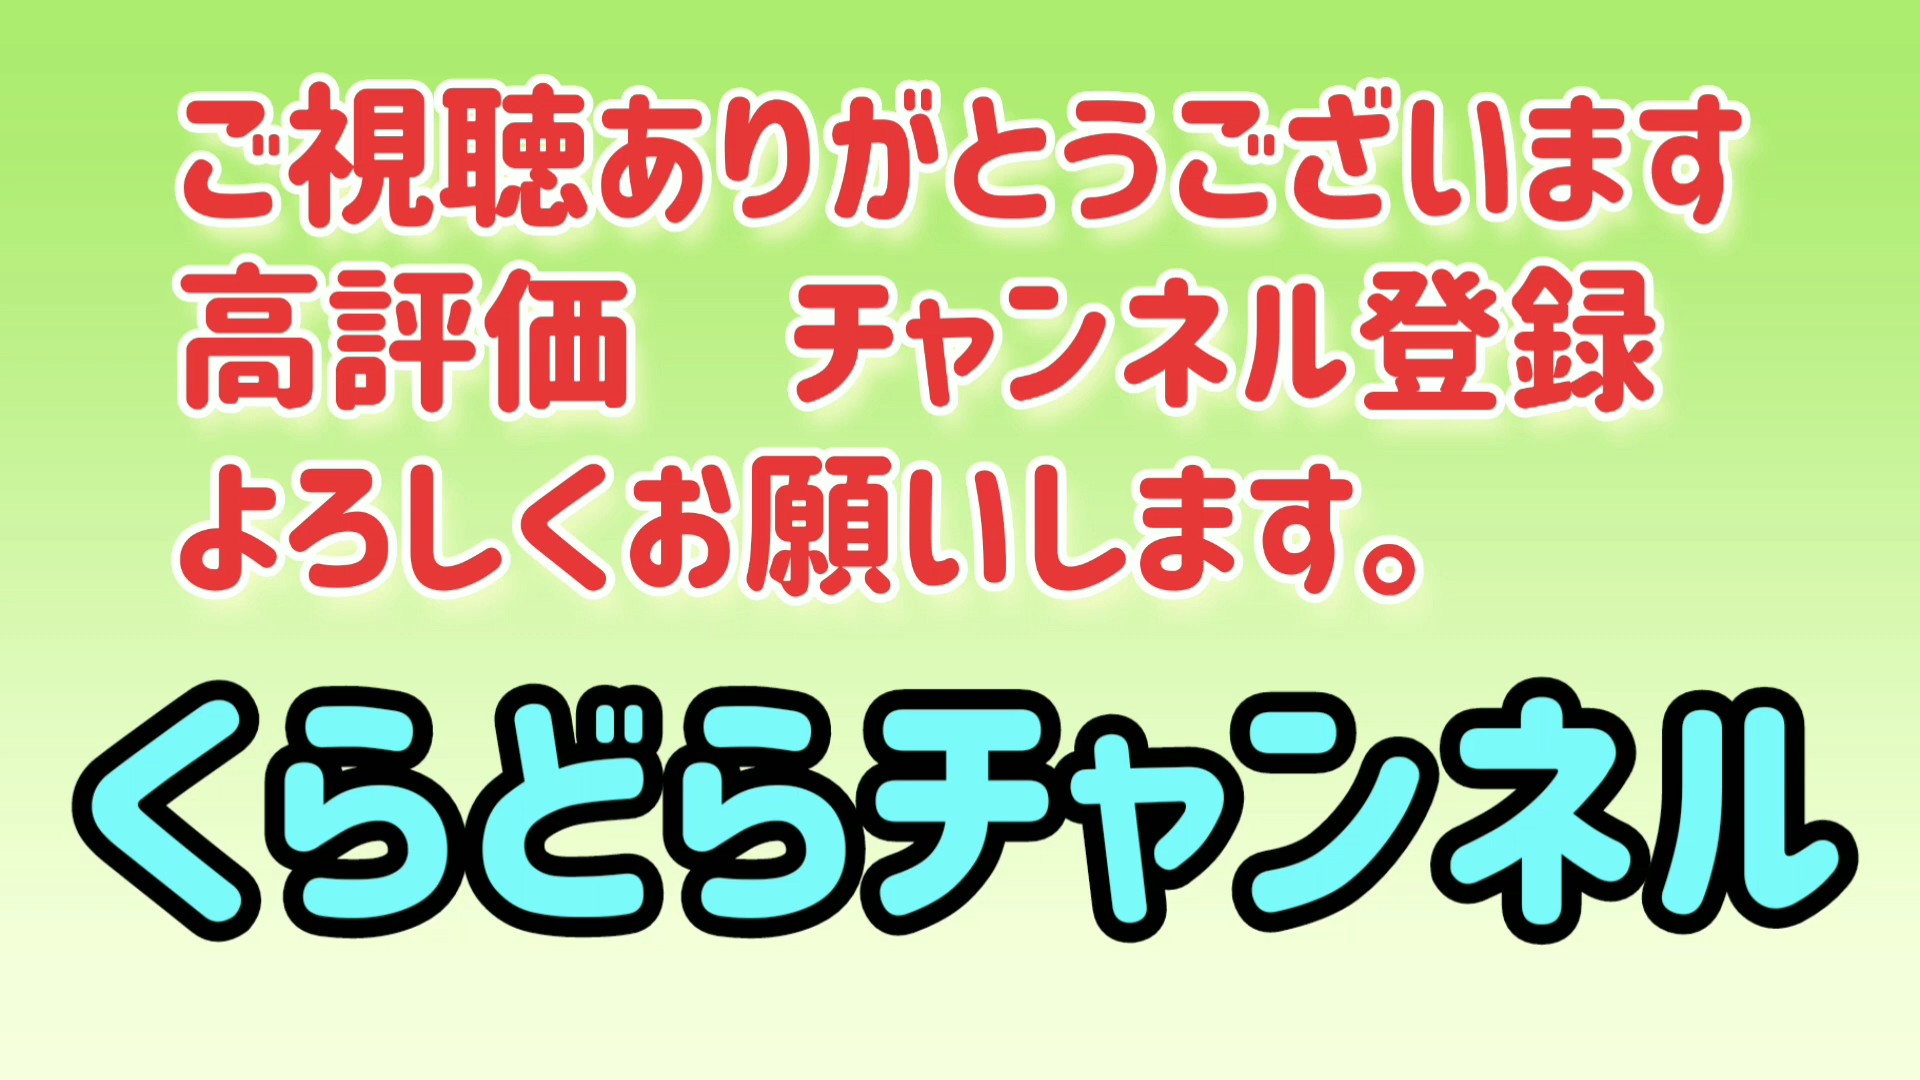 ご視聴ありがとうございます
高評価　チャンネル登録
よろしくお願いします。
くらどらチャンネル